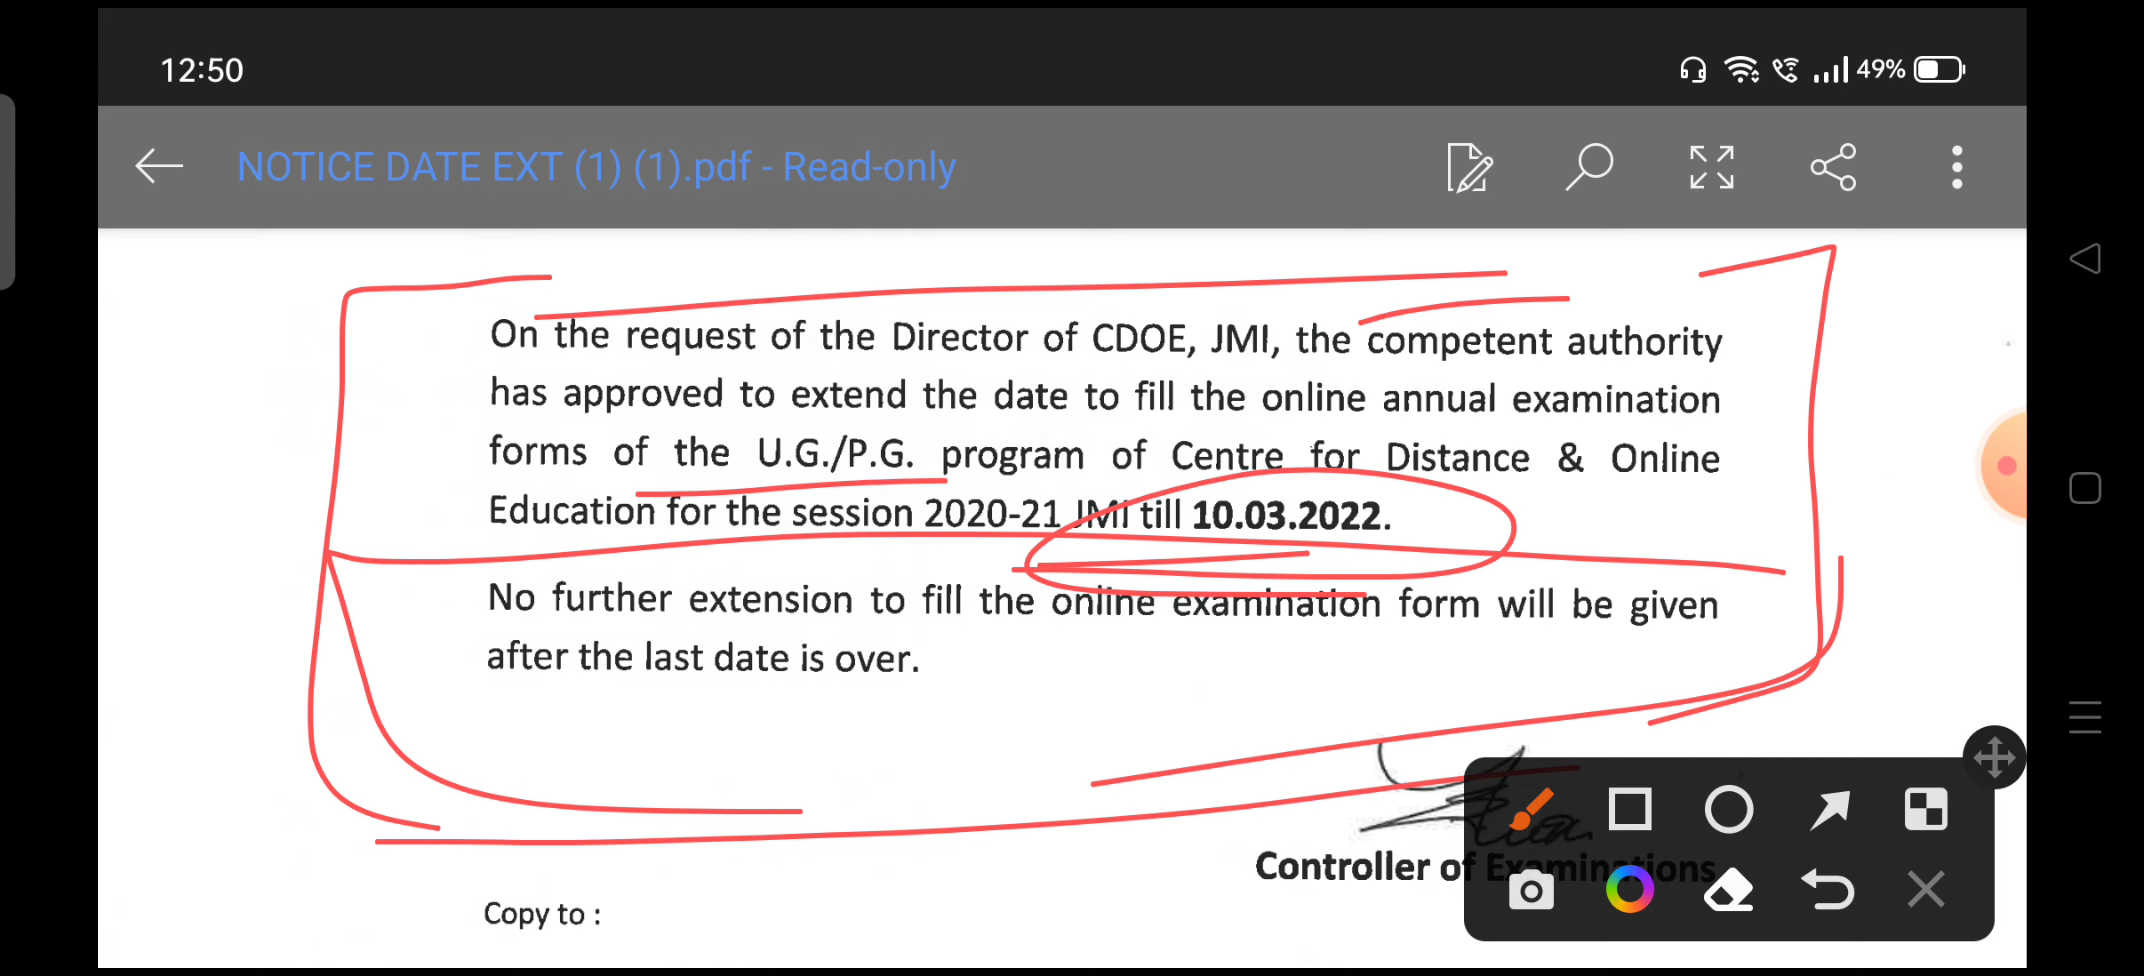 12:50
49%
NOTICE DATE EXT (1) (1).pdf - Read-only
On the request of the Director of CDOE, JMI, the competent authority
has approved to extend the date to fill the online annual examination
forms of the U.G./P.G. program of Centre for Distance & Online
Education for the session 2020-21 JMI till 10.03.2022.
No further extension to fill the online examination form will be given
after the last date is over.
Controller of Examinations
Copy to :